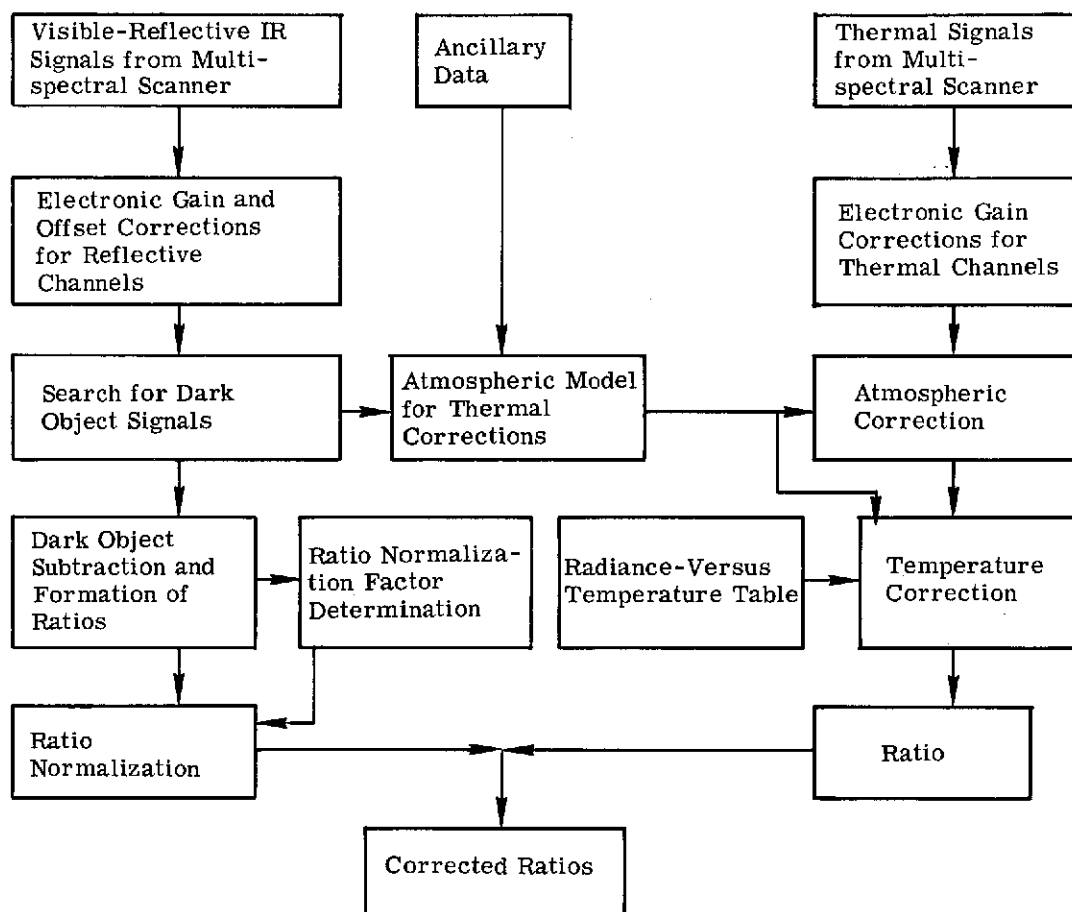 Visible-Reflective IR
Signals from Multi-
spectral Scanner
Ancillary
Data
Thermal Signals
from Multi-
spectral Scanner
Electronic Gain and
Offset Corrections
for Reflective
Channels
Electronic Gain
Corrections for
Thermal Channels
Search for Dark
Object Signals
Atmospheric Model
for Thermal
Corrections
Atmospheric
Correction
Dark Object
Subtraction and
Formation of
Ratios
Ratio Normaliza-
tion Factor
Determination
Radiance-Versus
Temperature Table
Temperature
Correction
Ratio
Normalization
Ratio
Corrected Ratios